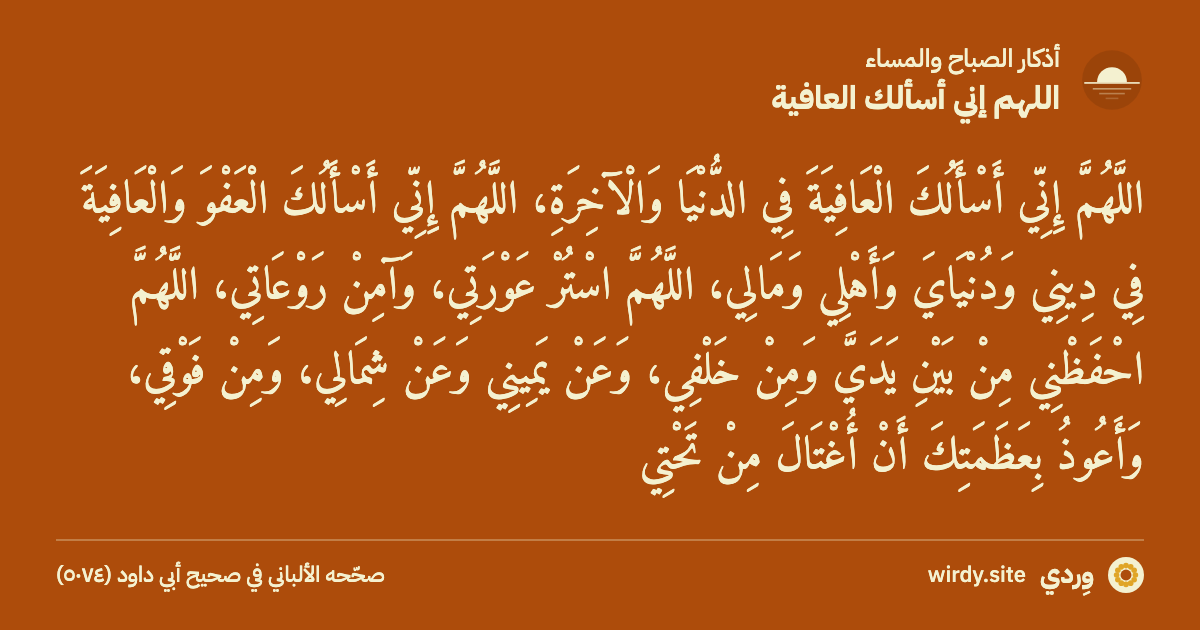 أذكار الصباح والمساء
اللهم إني أسألك العافية
اللَّهُمَّ إِنِّي أَسْأَلُكَ الْعَافِيَةَ فِي الدُّنْيَا وَالْآخِرَةِ، اللَّهُمَّ إِنِّي أَسْأَلُكَ الْعَفْوَ وَالْعَافِيَةَ
فِي دِينِي وَدُنْيَايَ وَأَهْلِي وَمَالِي، اللَّهُمَّ اسْتُرْ عَوْرَتِي، وَآمِنْ رَوْعَاتِي، اللَّهُمَّ
احْفَظْنِي مِنْ بَيْنِ يَدَيَّ وَمِنْ خَلْفِي، وَعَنْ يَمِينِي وَعَنْ شِمَالِي، وَمِنْ فَوْقِي،
وَأَعُوذُ بِعَظَمَتِكَ أَنْ أُغْتَالَ مِنْ تَحْتِي
وِردي wirdy.site
صحّحه الألباني في صحيح أبي داود (٥٠٧٤)